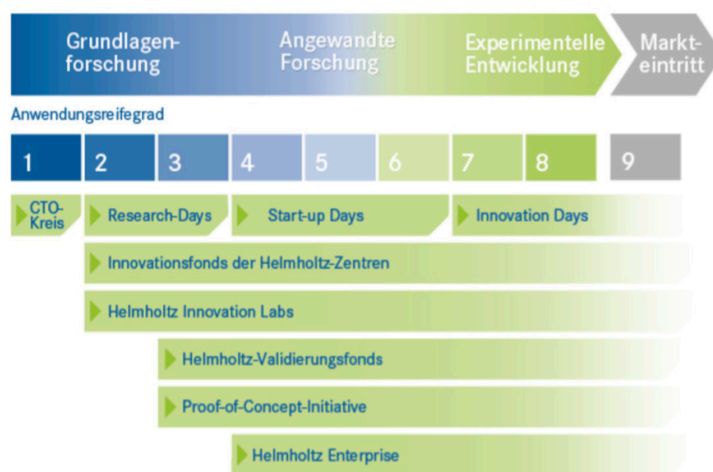 Grundlagen-
forschung
Angewandte
Forschung
Experimentelle
Entwicklung
Markt-
eintritt
Anwendungsreifegrad
1 2 3 4 5 6 7 8 9
CTO-
Kreis
Research-Days
Start-up Days
Innovation Days
Innovationsfonds der Helmholtz-Zentren
Helmholtz Innovation Labs
Helmholtz-Validierungsfonds
Proof-of-Concept-Initiative
Helmholtz Enterprise